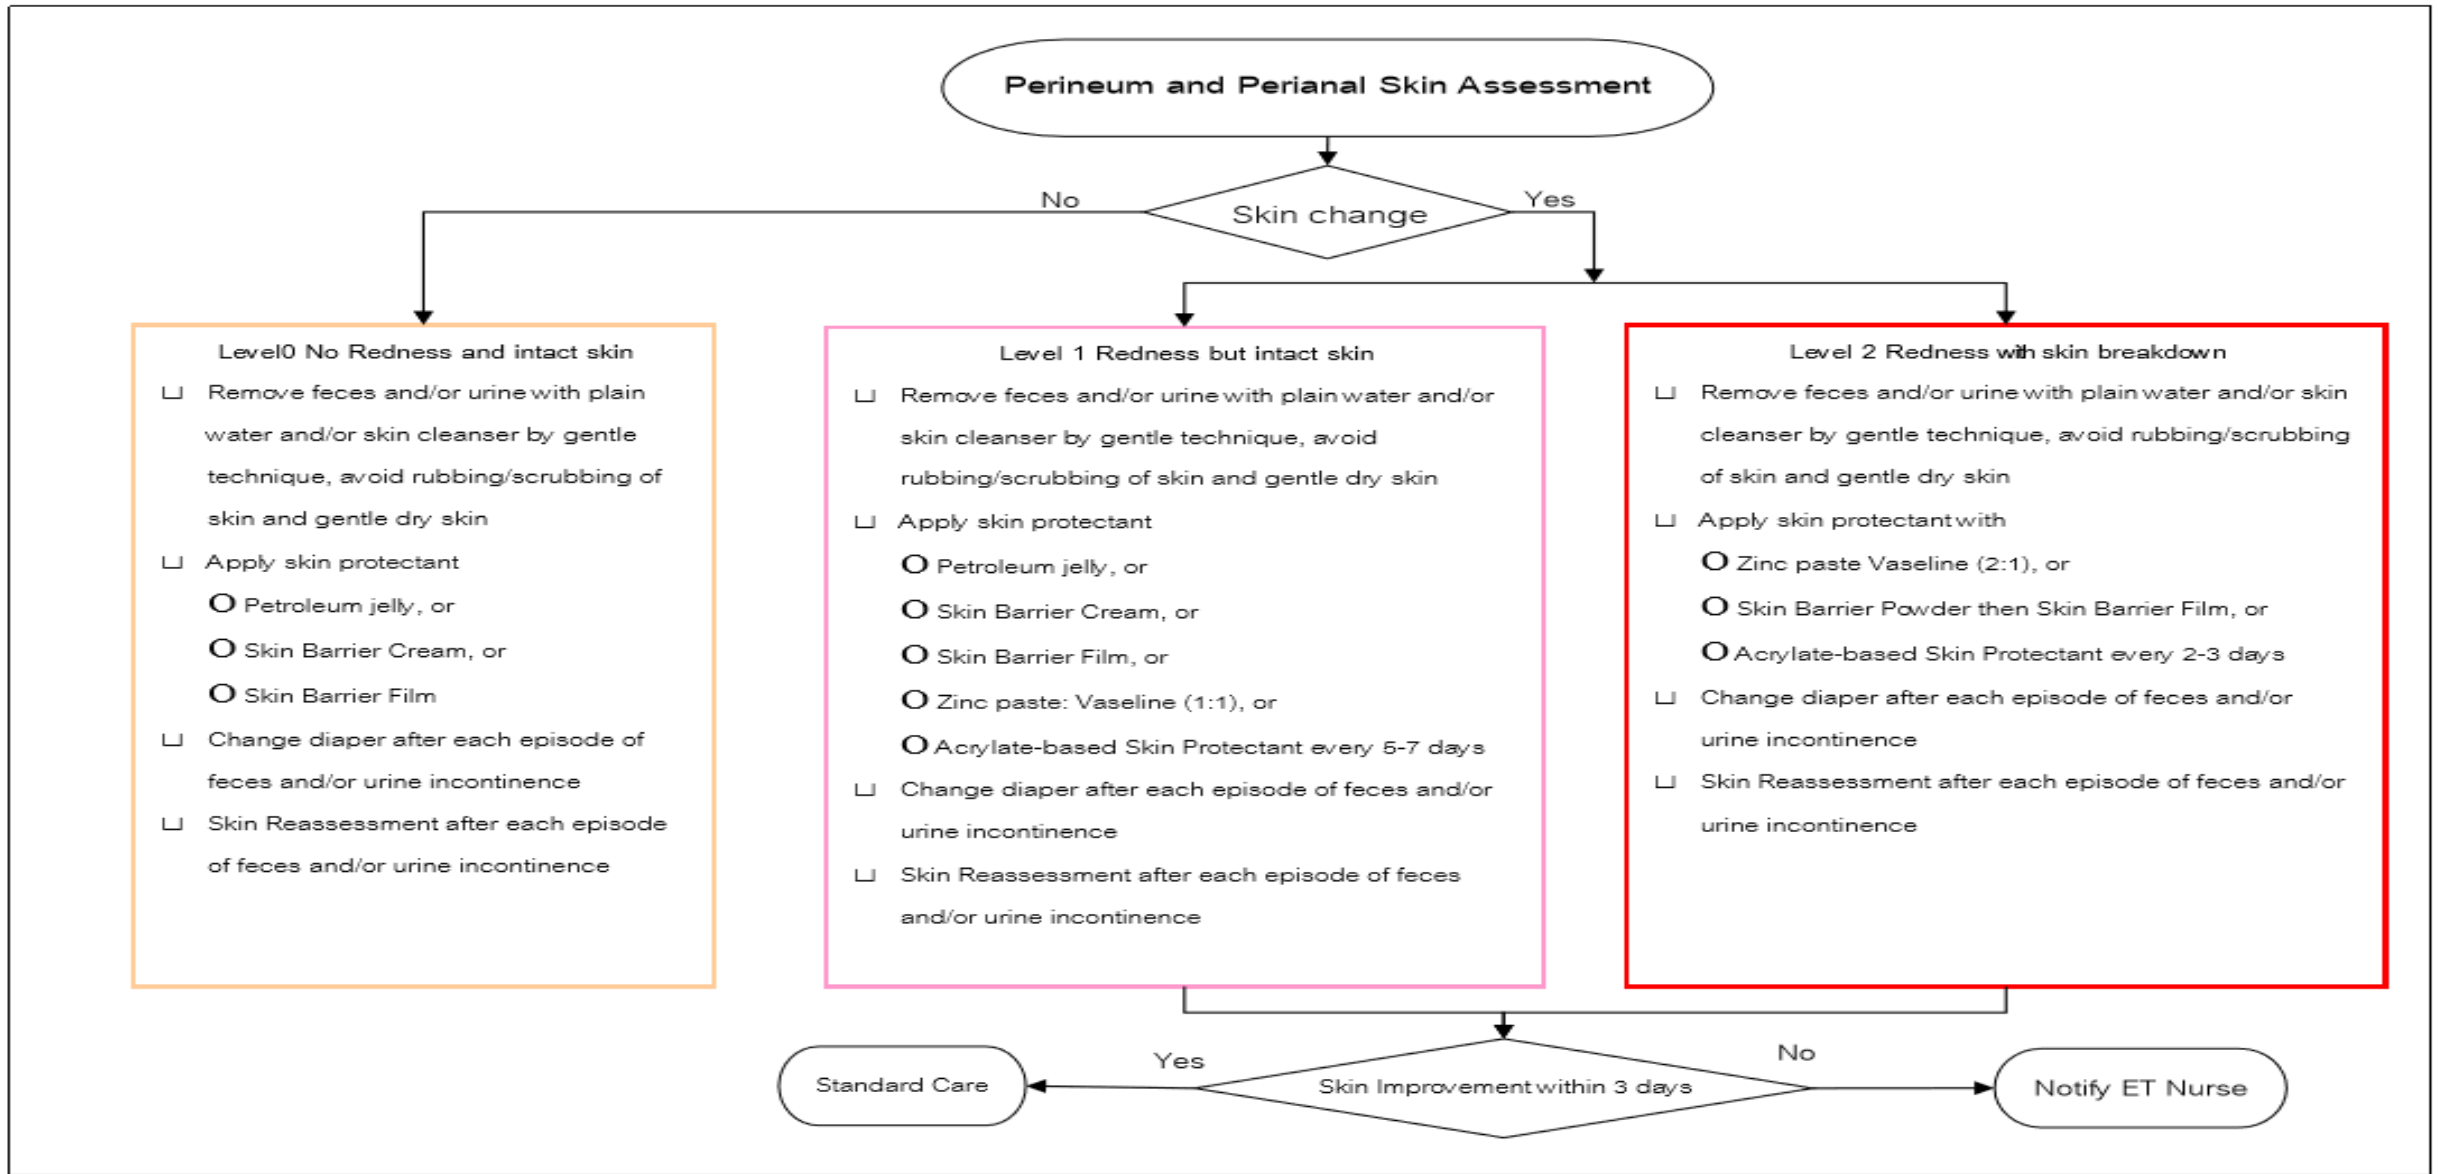 Perineum and Perianal Skin Assessment
No
Skin change
Yes
Level0 No Redness and intact skin
Remove feces and/or urine with plain
water and/or skin cleanser by gentle
technique, avoid rubbing/scrubbing of
skin and gentle dry skin
Apply skin protectant
Petroleum jelly, or
Skin Barrier Cream, or
Skin Barrier Film
Change diaper after each episode of
feces and/or urine incontinence
Skin Reassessment after each episode
of feces and/or urine incontinence
Level 1 Redness but intact skin
Remove feces and/or urine with plain water and/or
skin cleanser by gentle technique, avoid
rubbing/scrubbing of skin and gentle dry skin
Apply skin protectant
Petroleum jelly, or
Skin Barrier Cream, or
Skin Barrier Film, or
Zinc paste: Vaseline (1:1), or
Acrylate-based Skin Protectant every 5-7 days
Change diaper after each episode of feces and/or
urine incontinence
Skin Reassessment after each episode of feces
and/or urine incontinence
Level 2 Redness with skin breakdown
Remove feces and/or urine with plain water and/or skin
cleanser by gentle technique, avoid rubbing/scrubbing
of skin and gentle dry skin
Apply skin protectant with
Zinc paste Vaseline (2:1), or
Skin Barrier Powder then Skin Barrier Film, or
Acrylate-based Skin Protectant every 2-3 days
Change diaper after each episode of feces and/or
urine incontinence
Skin Reassessment after each episode of feces and/or
urine incontinence
Standard Care
Yes
Skin Improvement within 3 days
No
Notify ET Nurse